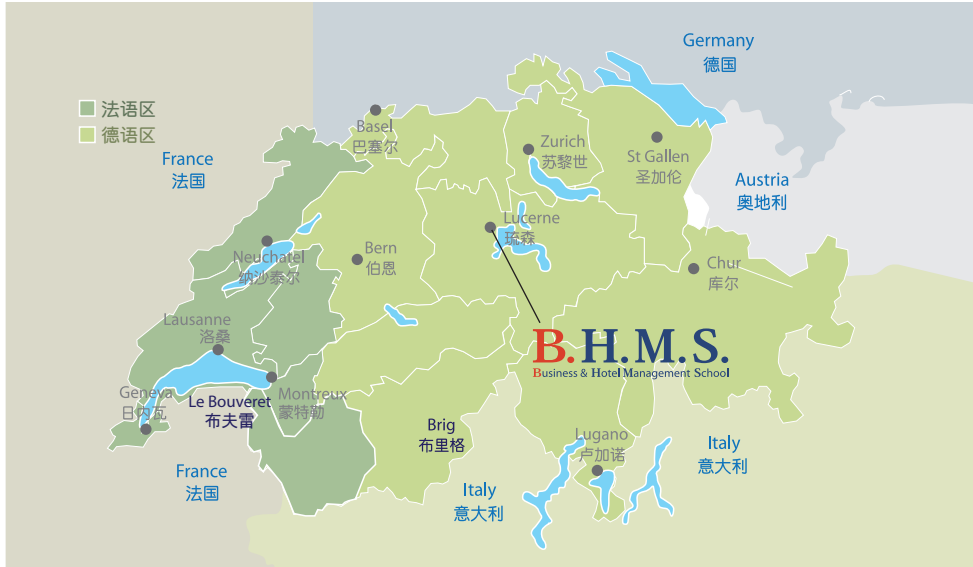 Germany
德国
法语区
德语区
Basel
巴塞尔
Zurich
苏黎世
St Gallen
圣加伦
France
法国
Austria
奥地利
Lucerne
琉森
Neuchatel
纳沙泰尔
Bern
伯恩
Chur
库尔
Lausanne
洛桑
B.H.M.S.
Business & Hotel Management School
Geneva
日内瓦
Le Bouveret
布夫雷
Montreux
蒙特勒
Brig
布里格
Lugano
卢加诺
Italy
意大利
France
法国
Italy
意大利